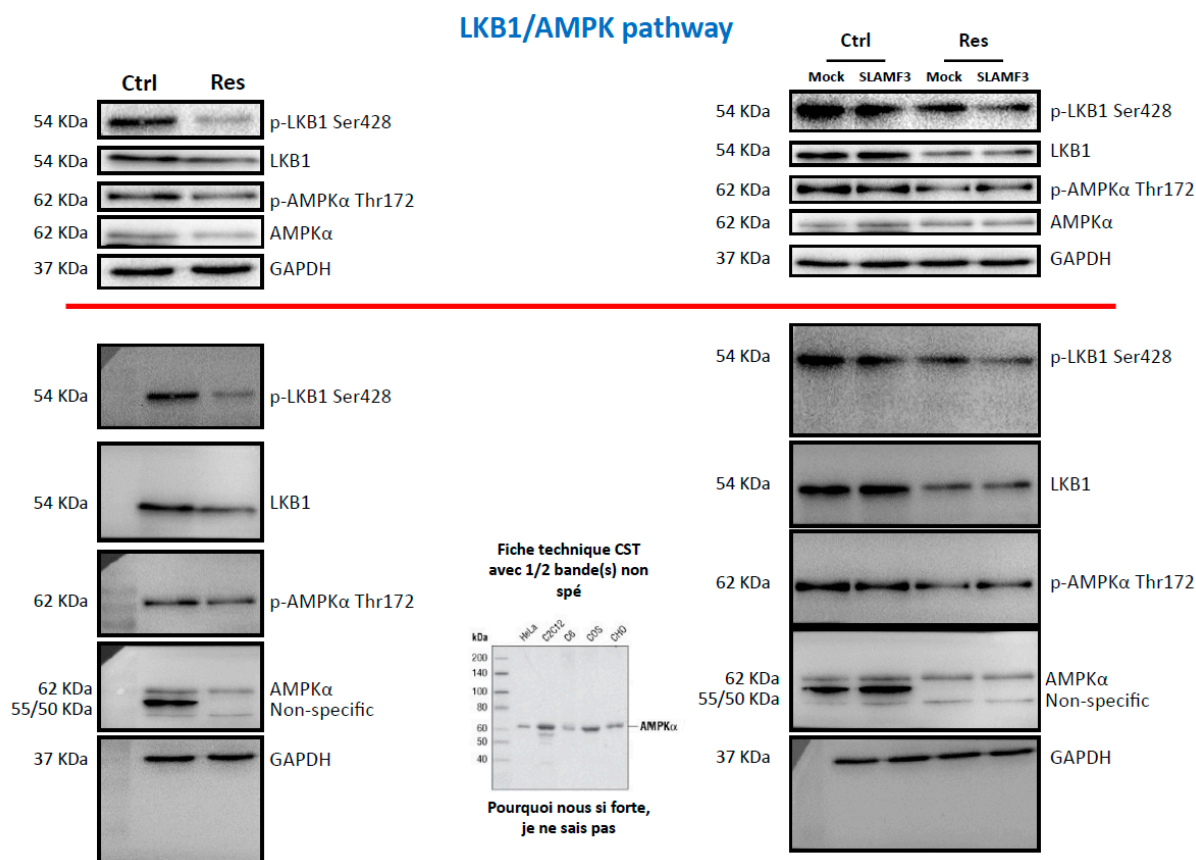 LKB1/AMPK pathway
Ctrl Res
54 KDa p-LKB1 Ser428
54 KDa LKB1
62 KDa p-AMPKα Thr172
62 KDa AMPKα
37 KDa GAPDH
Ctrl Res
Mock SLAMF3 Mock SLAMF3
54 KDa p-LKB1 Ser428
54 KDa LKB1
62 KDa p-AMPKα Thr172
62 KDa AMPKα
37 KDa GAPDH
54 KDa p-LKB1 Ser428
54 KDa LKB1
62 KDa p-AMPKα Thr172
62 KDa AMPKα
55/50 KDa Non-specific
37 KDa GAPDH
Fiche technique CST
avec 1/2 bande(s) non
spé
kDa HeLa C2C12 C6 COS CHO
200
140
100
80
60 AMPKα
50
40
Pourquoi nous si forte,
je ne sais pas
54 KDa p-LKB1 Ser428
54 KDa LKB1
62 KDa p-AMPKα Thr172
62 KDa AMPKα
55/50 KDa Non-specific
37 KDa GAPDH